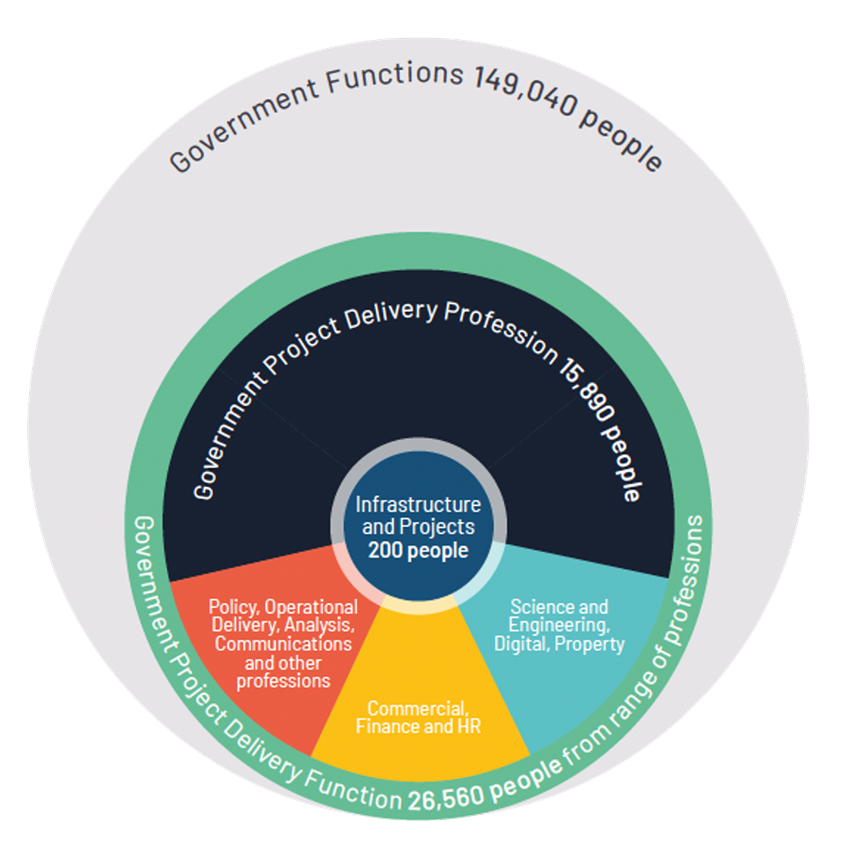 Government Functions 149,040 people
Government Project Delivery Profession 15,890 people
Infrastructure
and Projects
200 people
Policy, Operational
Delivery, Analysis,
Communications
and other
professions
Commercial,
Finance and HR
Science and
Engineering,
Digital, Property
Government Project Delivery Function 26,560 people from range of professions